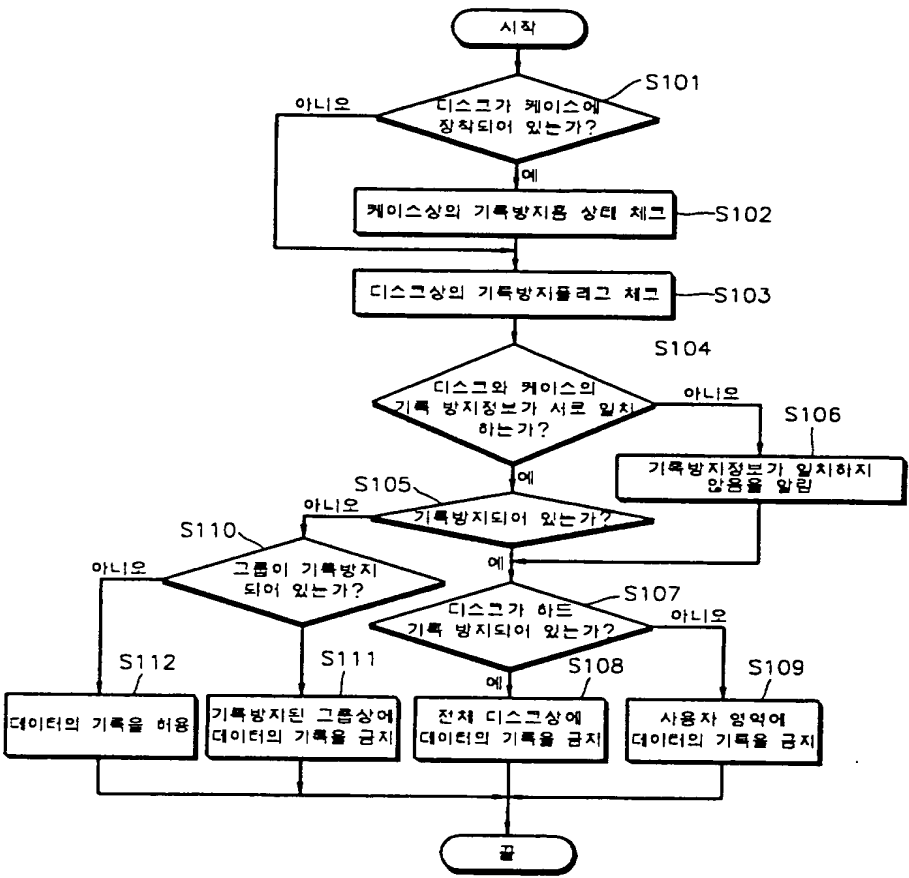 시작
S101
아니오
디스크가 케이스에
장착되어 있는가?
예
케이스상의 기록방지홈 상태 체크
S102
디스크상의 기록방지플래그 체크
S103
S104
디스크와 케이스의
기록 방지정보가 서로 일치
하는가?
아니오
S106
기록방지정보가 일치하지
않음을 알림
예
S105
아니오
기록방지되어 있는가?
S110
그룹이 기록방지
되어 있는가?
아니오
예
S107
디스크가 하드
기록 방지되어 있는가?
아니오
예
S112
데이터의 기록을 허용
S111
기록방지된 그룹상에
데이터의 기록을 금지
S108
전체 디스크상에
데이터의 기록을 금지
S109
사용자 영역에
데이터의 기록을 금지
끝